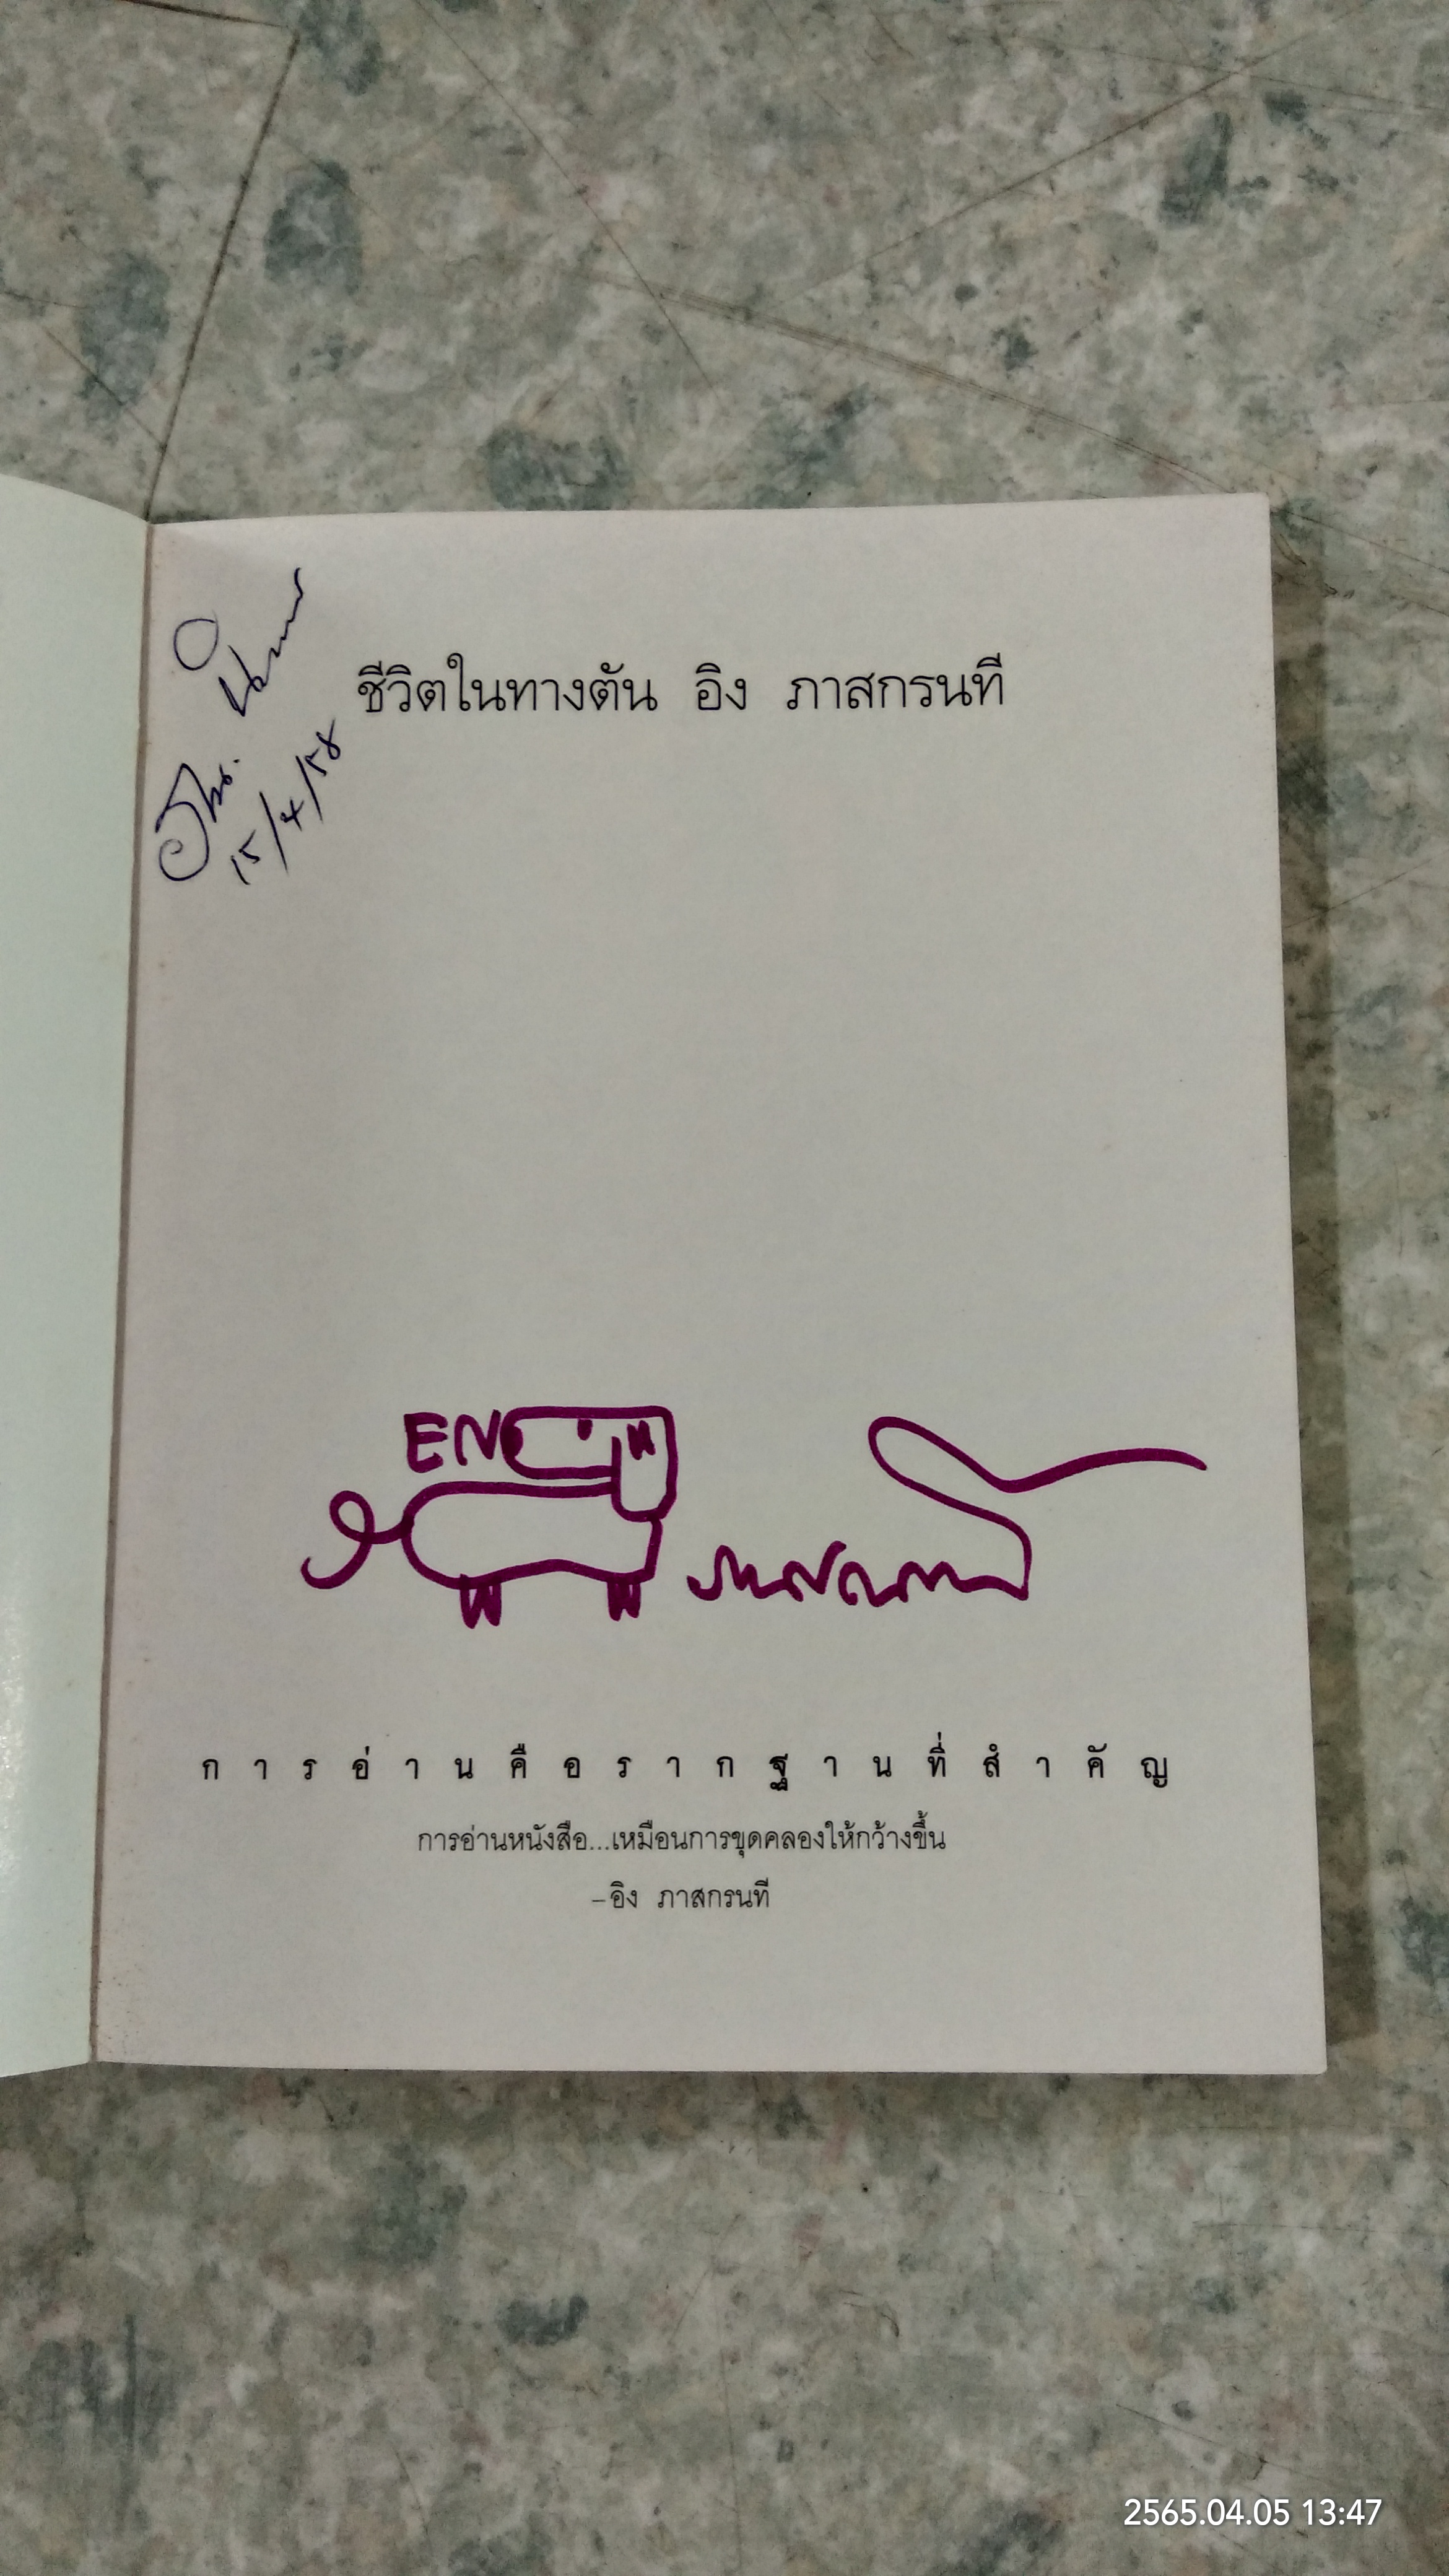 ชีวิตในทางตัน อิง ภาสกรนที
15/4/58
EN
ก า ร อ่ า น คื อ ร า ก ฐ า น ที่ สำ า คั ญ
การอ่านหนังสือ...เหมือนการขุดคลองให้กว้างขึ้น
-อิง ภาสกรนที
2565.04.05 13:47